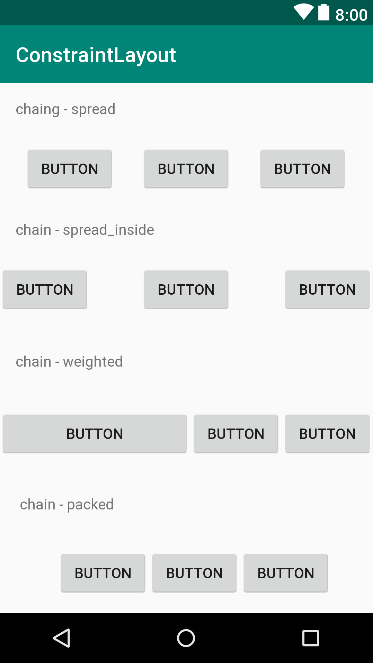 8:00
ConstraintLayout
chaing - spread
BUTTON BUTTON BUTTON
chain - spread_inside
BUTTON BUTTON BUTTON
chain - weighted
BUTTON BUTTON BUTTON
chain - packed
BUTTON BUTTON BUTTON